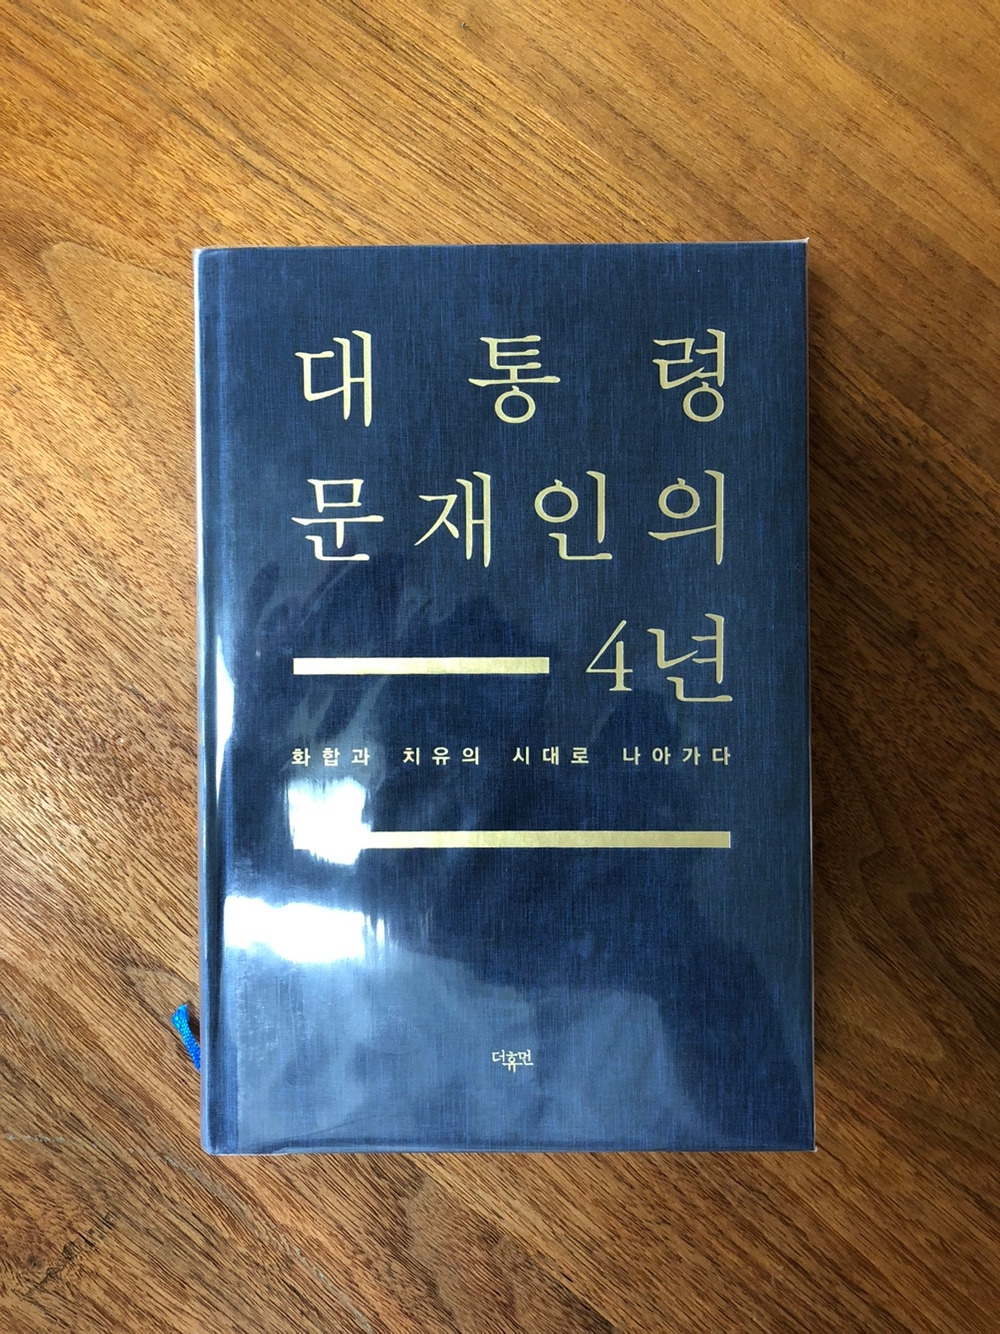 대통령
문재인의
4년
화합과 치유의 시대로 나아가다
더휴먼